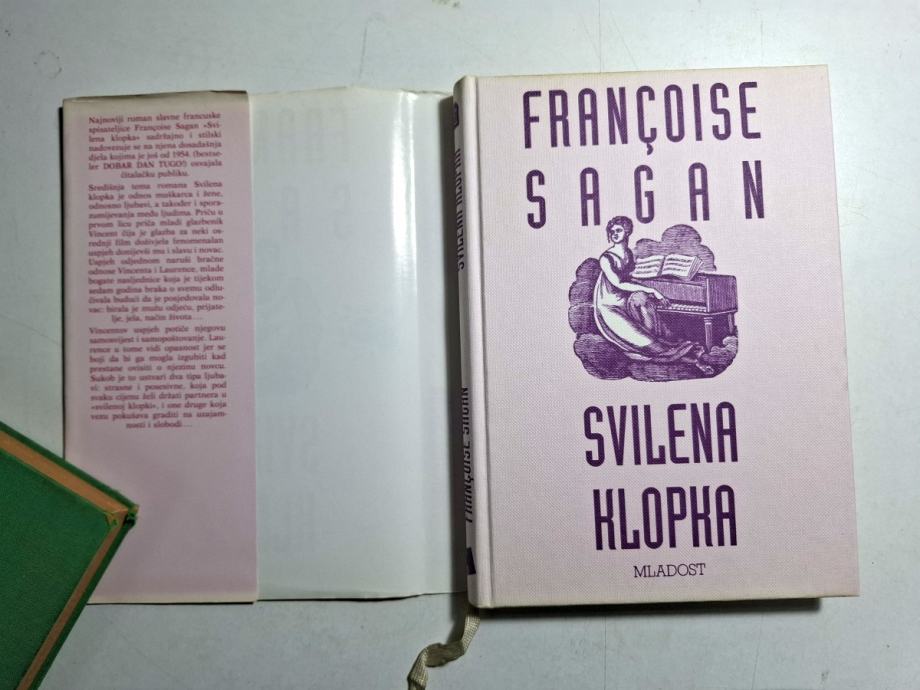 Najnoviji roman slavne francuske
spisateljice Françoise Sagan »Svi-
lena klopka« sadržajno i stilski
nadovezuje se na njena dosadašnja
djela kojima je još od 1954. (bestse-
ler DOBAR DAN TUGO!) osvajala
čitalačku publiku.
Središnja tema romana Svilena
klopka je odnos muškarca i žene,
odnosno ljubavi, a također i spora-
zumijevanja među ljudima. Priču u
prvom licu priča mladi glazbenik
Vincent čija je glazba za neki os-
rednji film doživjela fenomenalan
uspjeh donijevši mu i slavu i novac.
Uspjeh odjednom naruši bračne
odnose Vincenta i Laurence, mlade
bogate nasljednice koja je tijekom
sedam godina braka o svemu odlu-
čivala budući da je posjedovala no-
vac: birala je mužu odjeću, prijate-
lje, jela, način života...
Vincentov uspjeh potiče njegovu
samosvijest i samopoštovanje. Lau-
rence u tome vidi opasnost jer se
boji da bi ga mogla izgubiti kad
prestane ovisiti o njezinu novcu.
Sukob je to ustvari dva tipa ljuba-
vi: strasne i posesivne, koja pod
svaku cijenu želi držati partnera u
»svilenoj klopki«, i one druge koja
vezu pokušava graditi na uzajam-
nosti i slobodi...
FRANÇOISE SAGAN
SVILENA KLOPKA
FRANÇOISE
SAGAN
SVILENA
KLOPKA
MLADOST